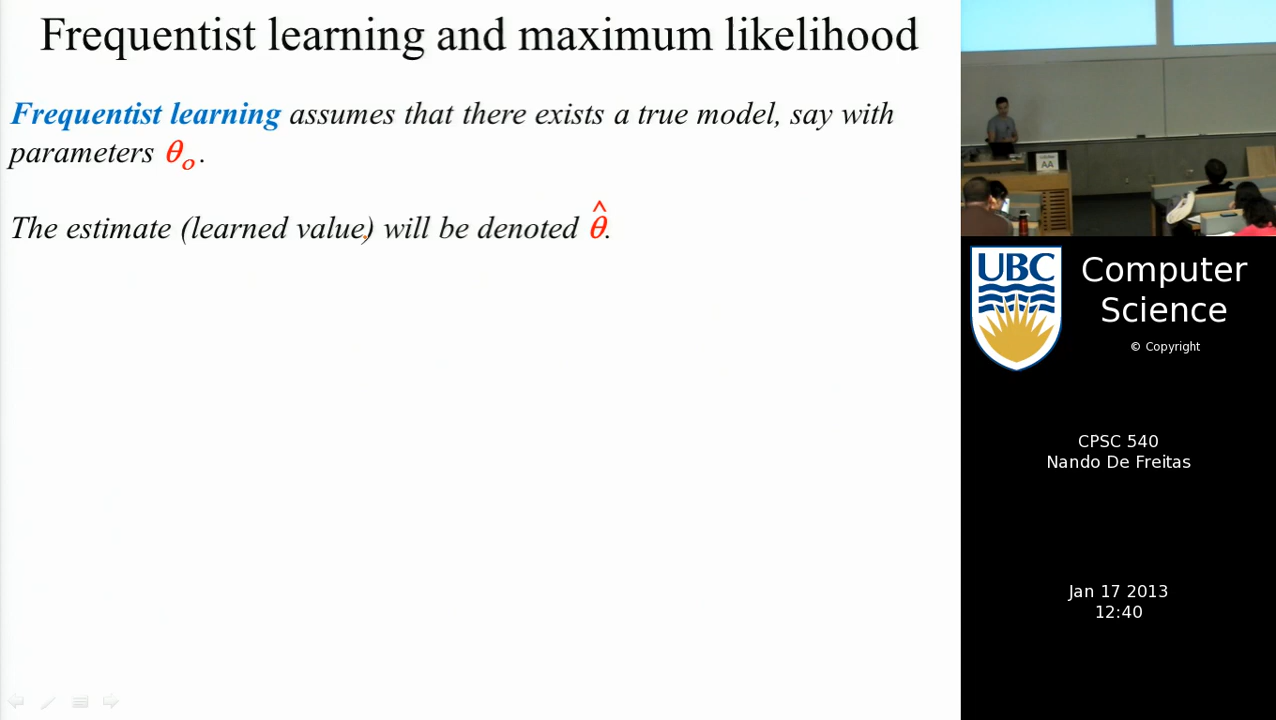 Frequentist learning and maximum likelihood
Frequentist learning assumes that there exists a true model, say with
parameters θo.
The estimate (learned value) will be denoted θ̂.
AA
UBC
Computer
Science
© Copyright
CPSC 540
Nando De Freitas
Jan 17 2013
12:40